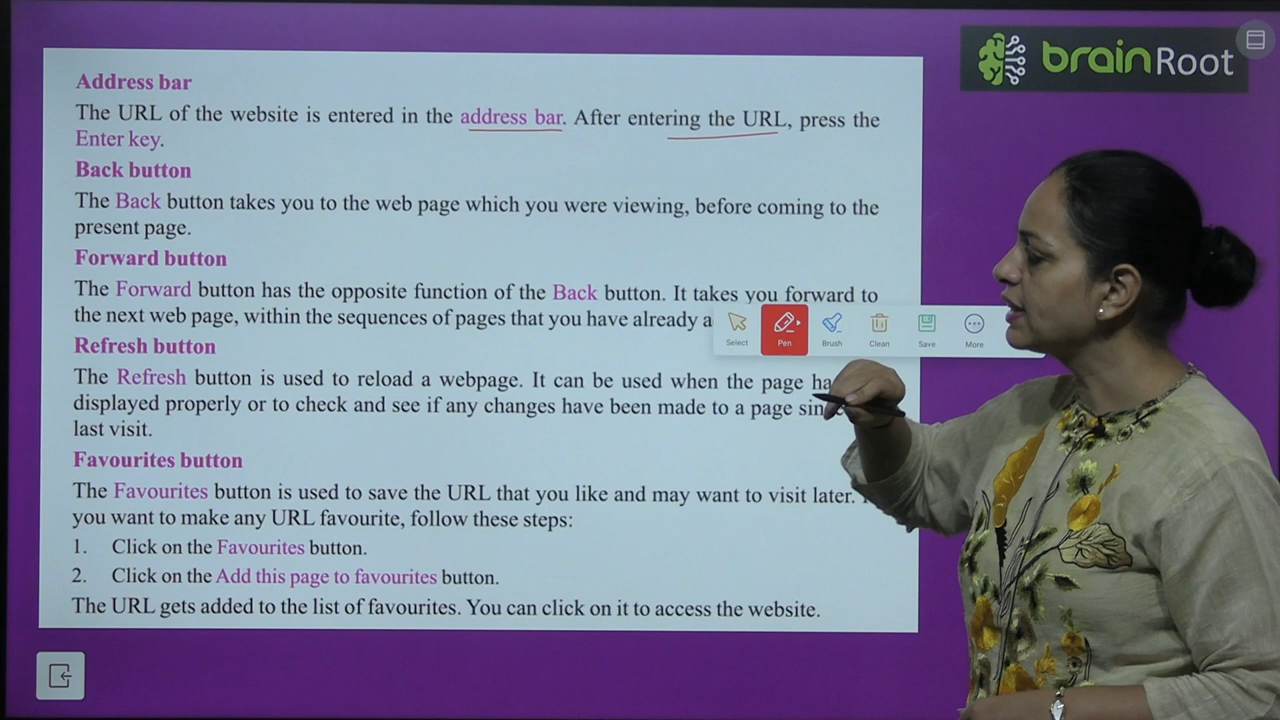 brainRoot
Address bar
The URL of the website is entered in the address bar. After entering the URL, press the
Enter key.
Back button
The Back button takes you to the web page which you were viewing, before coming to the
present page.
Forward button
The Forward button has the opposite function of the Back button. It takes you forward to
the next web page, within the sequences of pages that you have already a
Select Pen Brush Clean Save More
Refresh button
The Refresh button is used to reload a webpage. It can be used when the page ha
displayed properly or to check and see if any changes have been made to a page sin
last visit.
Favourites button
The Favourites button is used to save the URL that you like and may want to visit later.
you want to make any URL favourite, follow these steps:
1. Click on the Favourites button.
2. Click on the Add this page to favourites button.
The URL gets added to the list of favourites. You can click on it to access the website.